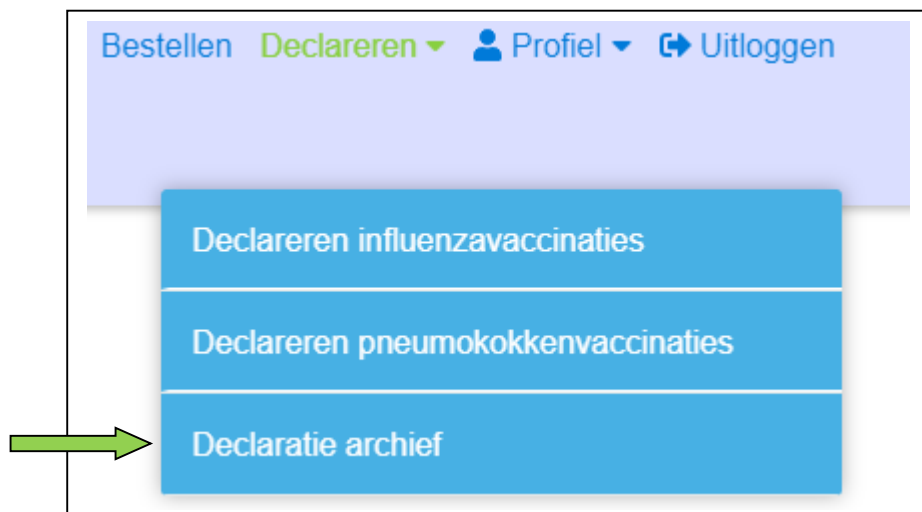 Bestellen Declareren Profiel Uitloggen
Declareren influenzavaccinaties
Declareren pneumokokkenvaccinaties
Declaratie archief